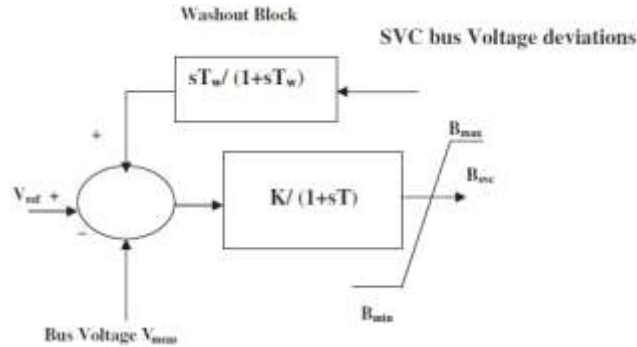 Washout Block
SVC bus Voltage deviations
sTw/ (1+sTw)
+
Bmax
Vref +
K/ (1+sT)
Bsvc
−
Bmin
Bus Voltage Vmeas